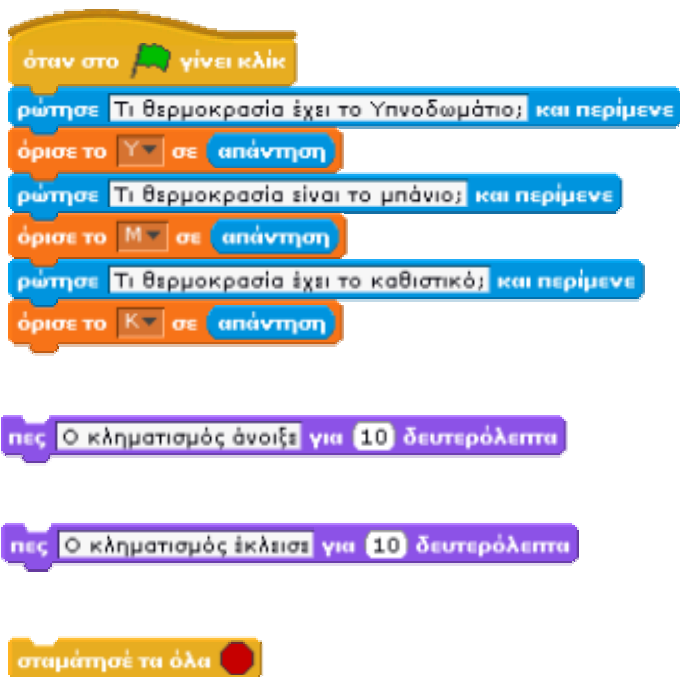 όταν στο γίνει κλίκ
ρώτησε Τι θερμοκρασία έχει το Υπνοδωμάτιο; και περίμενε
όρισε το Υ σε απάντηση
ρώτησε Τι θερμοκρασία είναι το μπάνιο; και περίμενε
όρισε το Μ σε απάντηση
ρώτησε Τι θερμοκρασία έχει το καθιστικό; και περίμενε
όρισε το Κ σε απάντηση
πες Ο κληματισμός άνοιξε για 10 δευτερόλεπτα
πες Ο κληματισμός έκλεισε για 10 δευτερόλεπτα
σταμάτησέ τα όλα